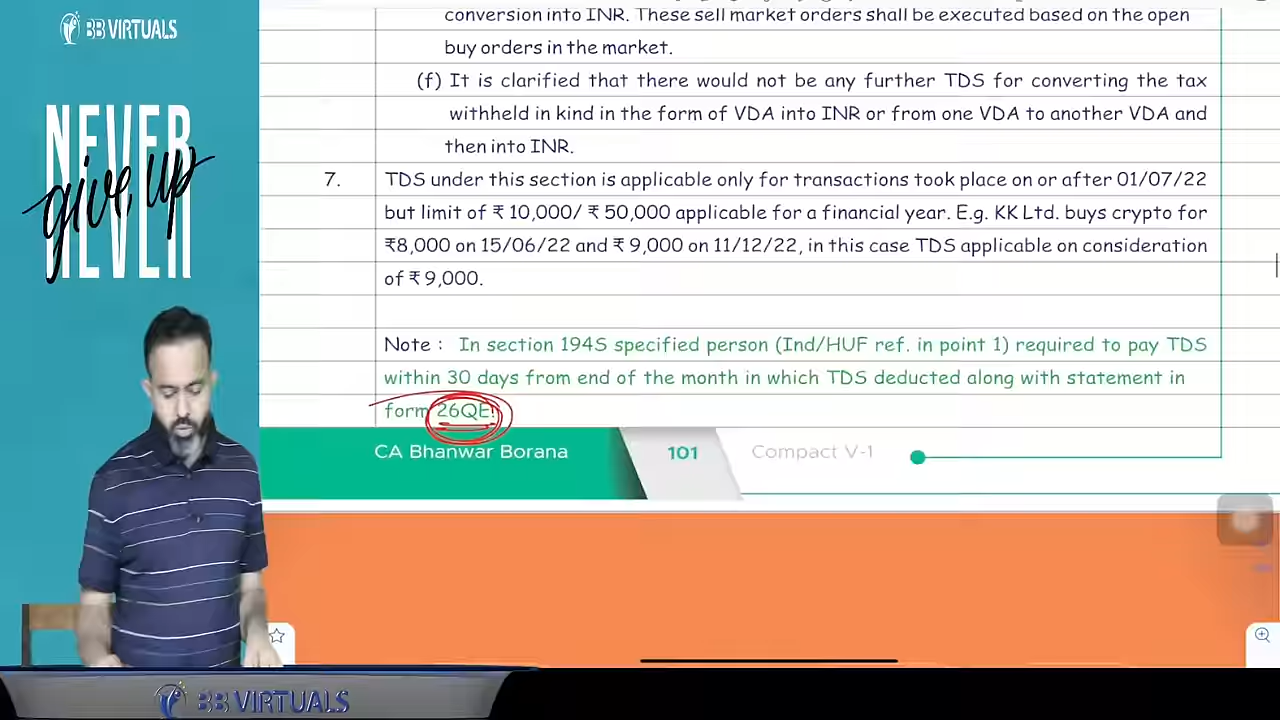 BB VIRTUALS
NEVER
give up
NEVER
conversion into INR. These sell market orders shall be executed based on the open
buy orders in the market.
(f) It is clarified that there would not be any further TDS for converting the tax
withheld in kind in the form of VDA into INR or from one VDA to another VDA and
then into INR.
7. TDS under this section is applicable only for transactions took place on or after 01/07/22
but limit of ₹ 10,000/ ₹ 50,000 applicable for a financial year. E.g. KK Ltd. buys crypto for
₹8,000 on 15/06/22 and ₹ 9,000 on 11/12/22, in this case TDS applicable on consideration
of ₹ 9,000.
Note : In section 194S specified person (Ind/HUF ref. in point 1) required to pay TDS
within 30 days from end of the month in which TDS deducted along with statement in
form 26QE!
CA Bhanwar Borana 101 Compact V-1
BB VIRTUALS